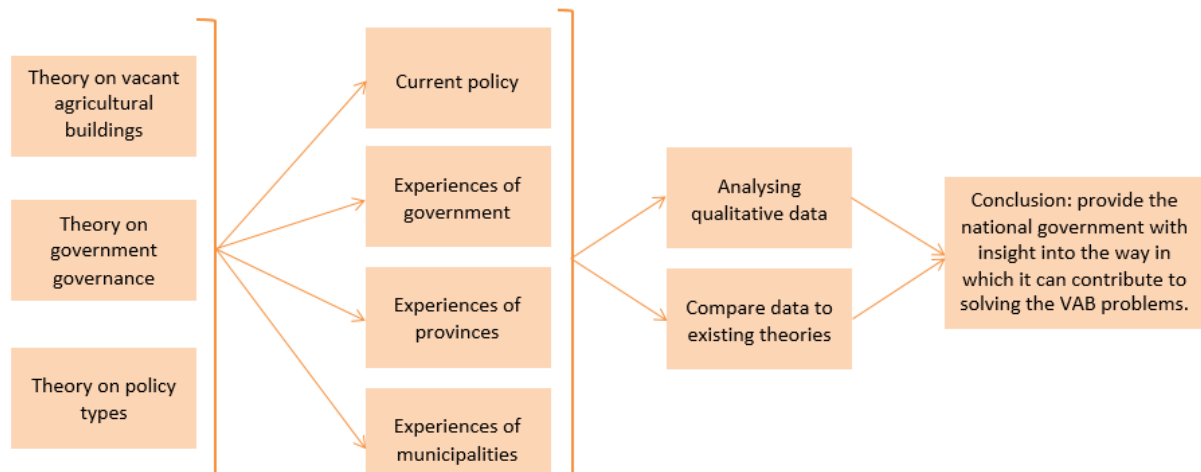 Theory on vacant
agricultural
buildings
Theory on
government
governance
Theory on policy
types
Current policy
Experiences of
government
Experiences of
provinces
Experiences of
municipalities
Analysing
qualitative data
Compare data to
existing theories
Conclusion: provide the
national government with
insight into the way in
which it can contribute to
solving the VAB problems.